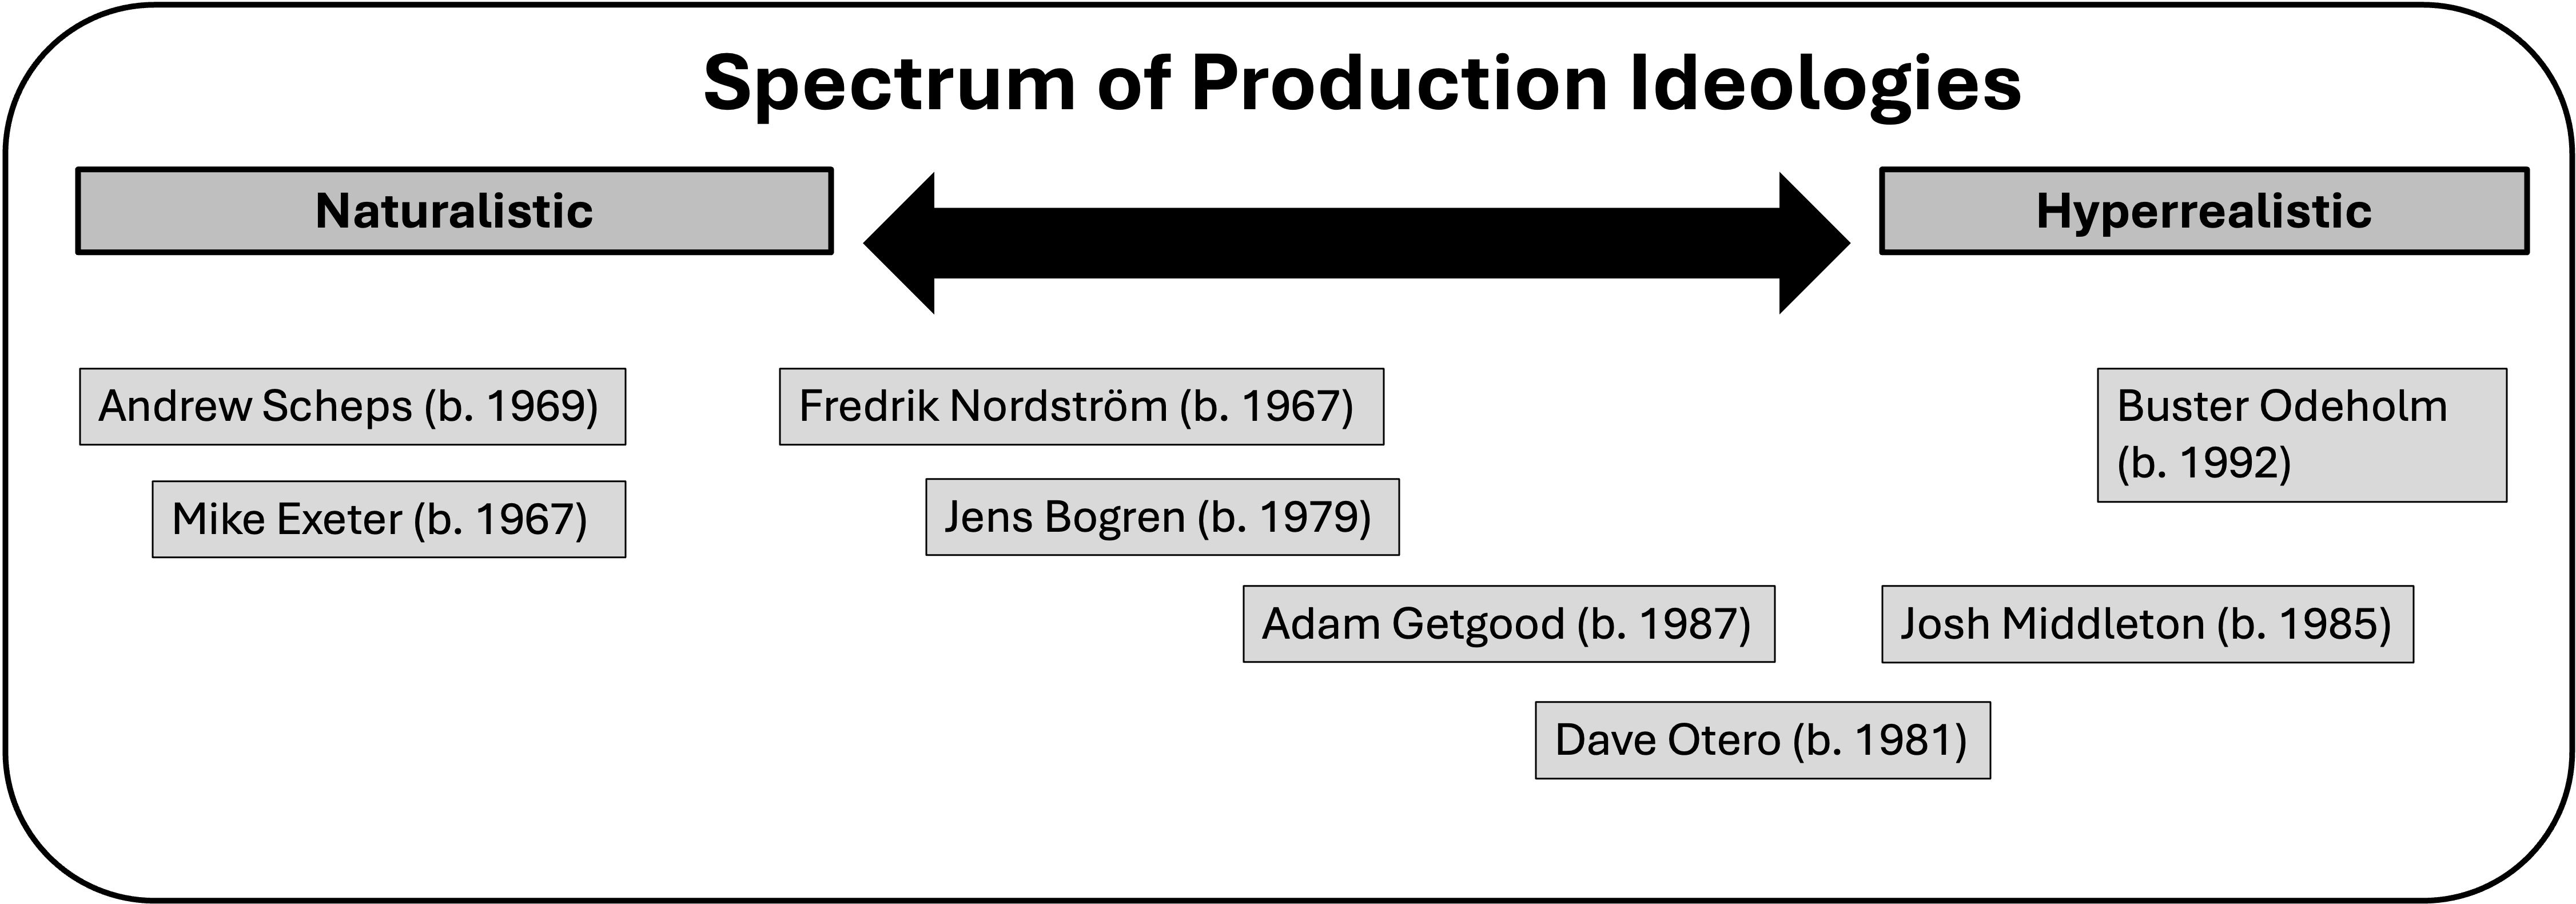 Spectrum of Production Ideologies
Naturalistic
Hyperrealistic
Andrew Scheps (b. 1969)
Fredrik Nordström (b. 1967)
Buster Odeholm
(b. 1992)
Mike Exeter (b. 1967)
Jens Bogren (b. 1979)
Adam Getgood (b. 1987)
Josh Middleton (b. 1985)
Dave Otero (b. 1981)